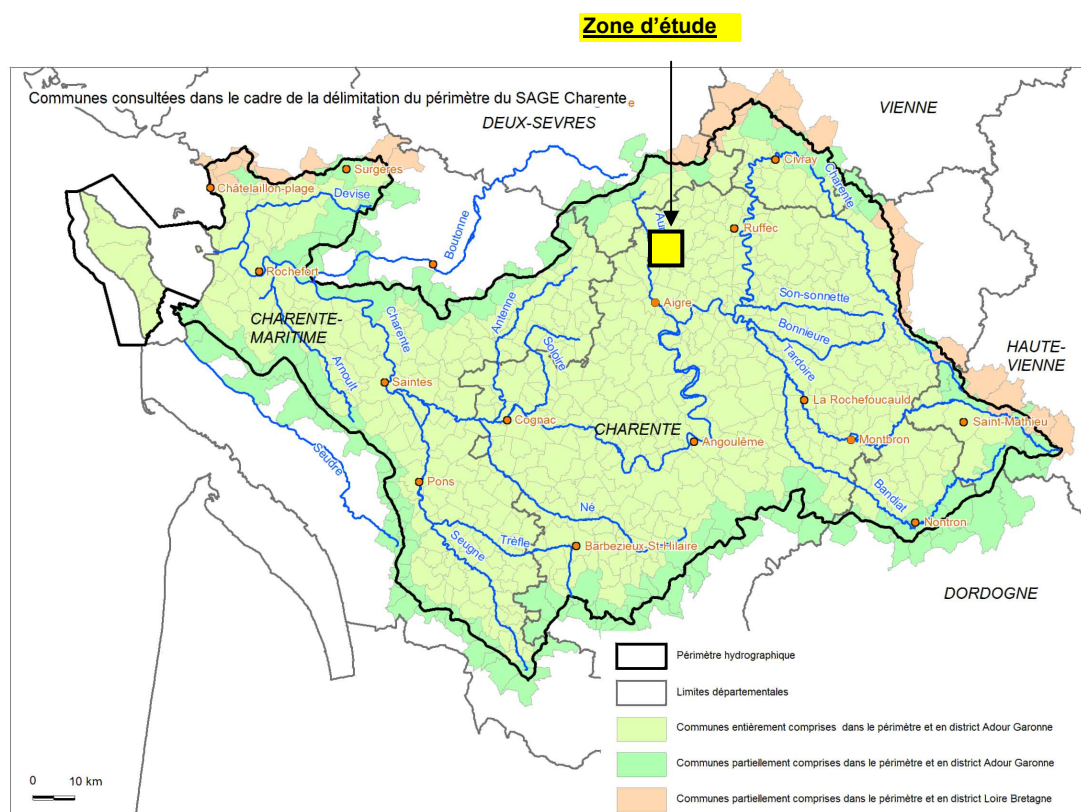 Zone d'étude
Communes consultées dans le cadre de la délimitation du périmètre du SAGE Charente
DEUX-SEVRES
VIENNE
Civray
Surgères
Châtelaillon-plage
Devise
Charente
Boutonne
Ruffec
Rochefort
Son-sonnette
Aigre
Antenne
Bonnieure
CHARENTE-
MARITIME
Charente
Soloire
Tardoire
HAUTE-
VIENNE
Arnoult
Saintes
La Rochefoucauld
Cognac
CHARENTE
Saint-Mathieu
Angoulême
Montbron
Seudre
Pons
Bandiat
Né
Nontron
Trèfle
Seugne
Barbezieux-St-Hilaire
DORDOGNE
Périmètre hydrographique
Limites départementales
Communes entièrement comprises dans le périmètre et en district Adour Garonne
Communes partiellement comprises dans le périmètre et en district Adour Garonne
Communes partiellement comprises dans le périmètre et en district Loire Bretagne
0 10 km